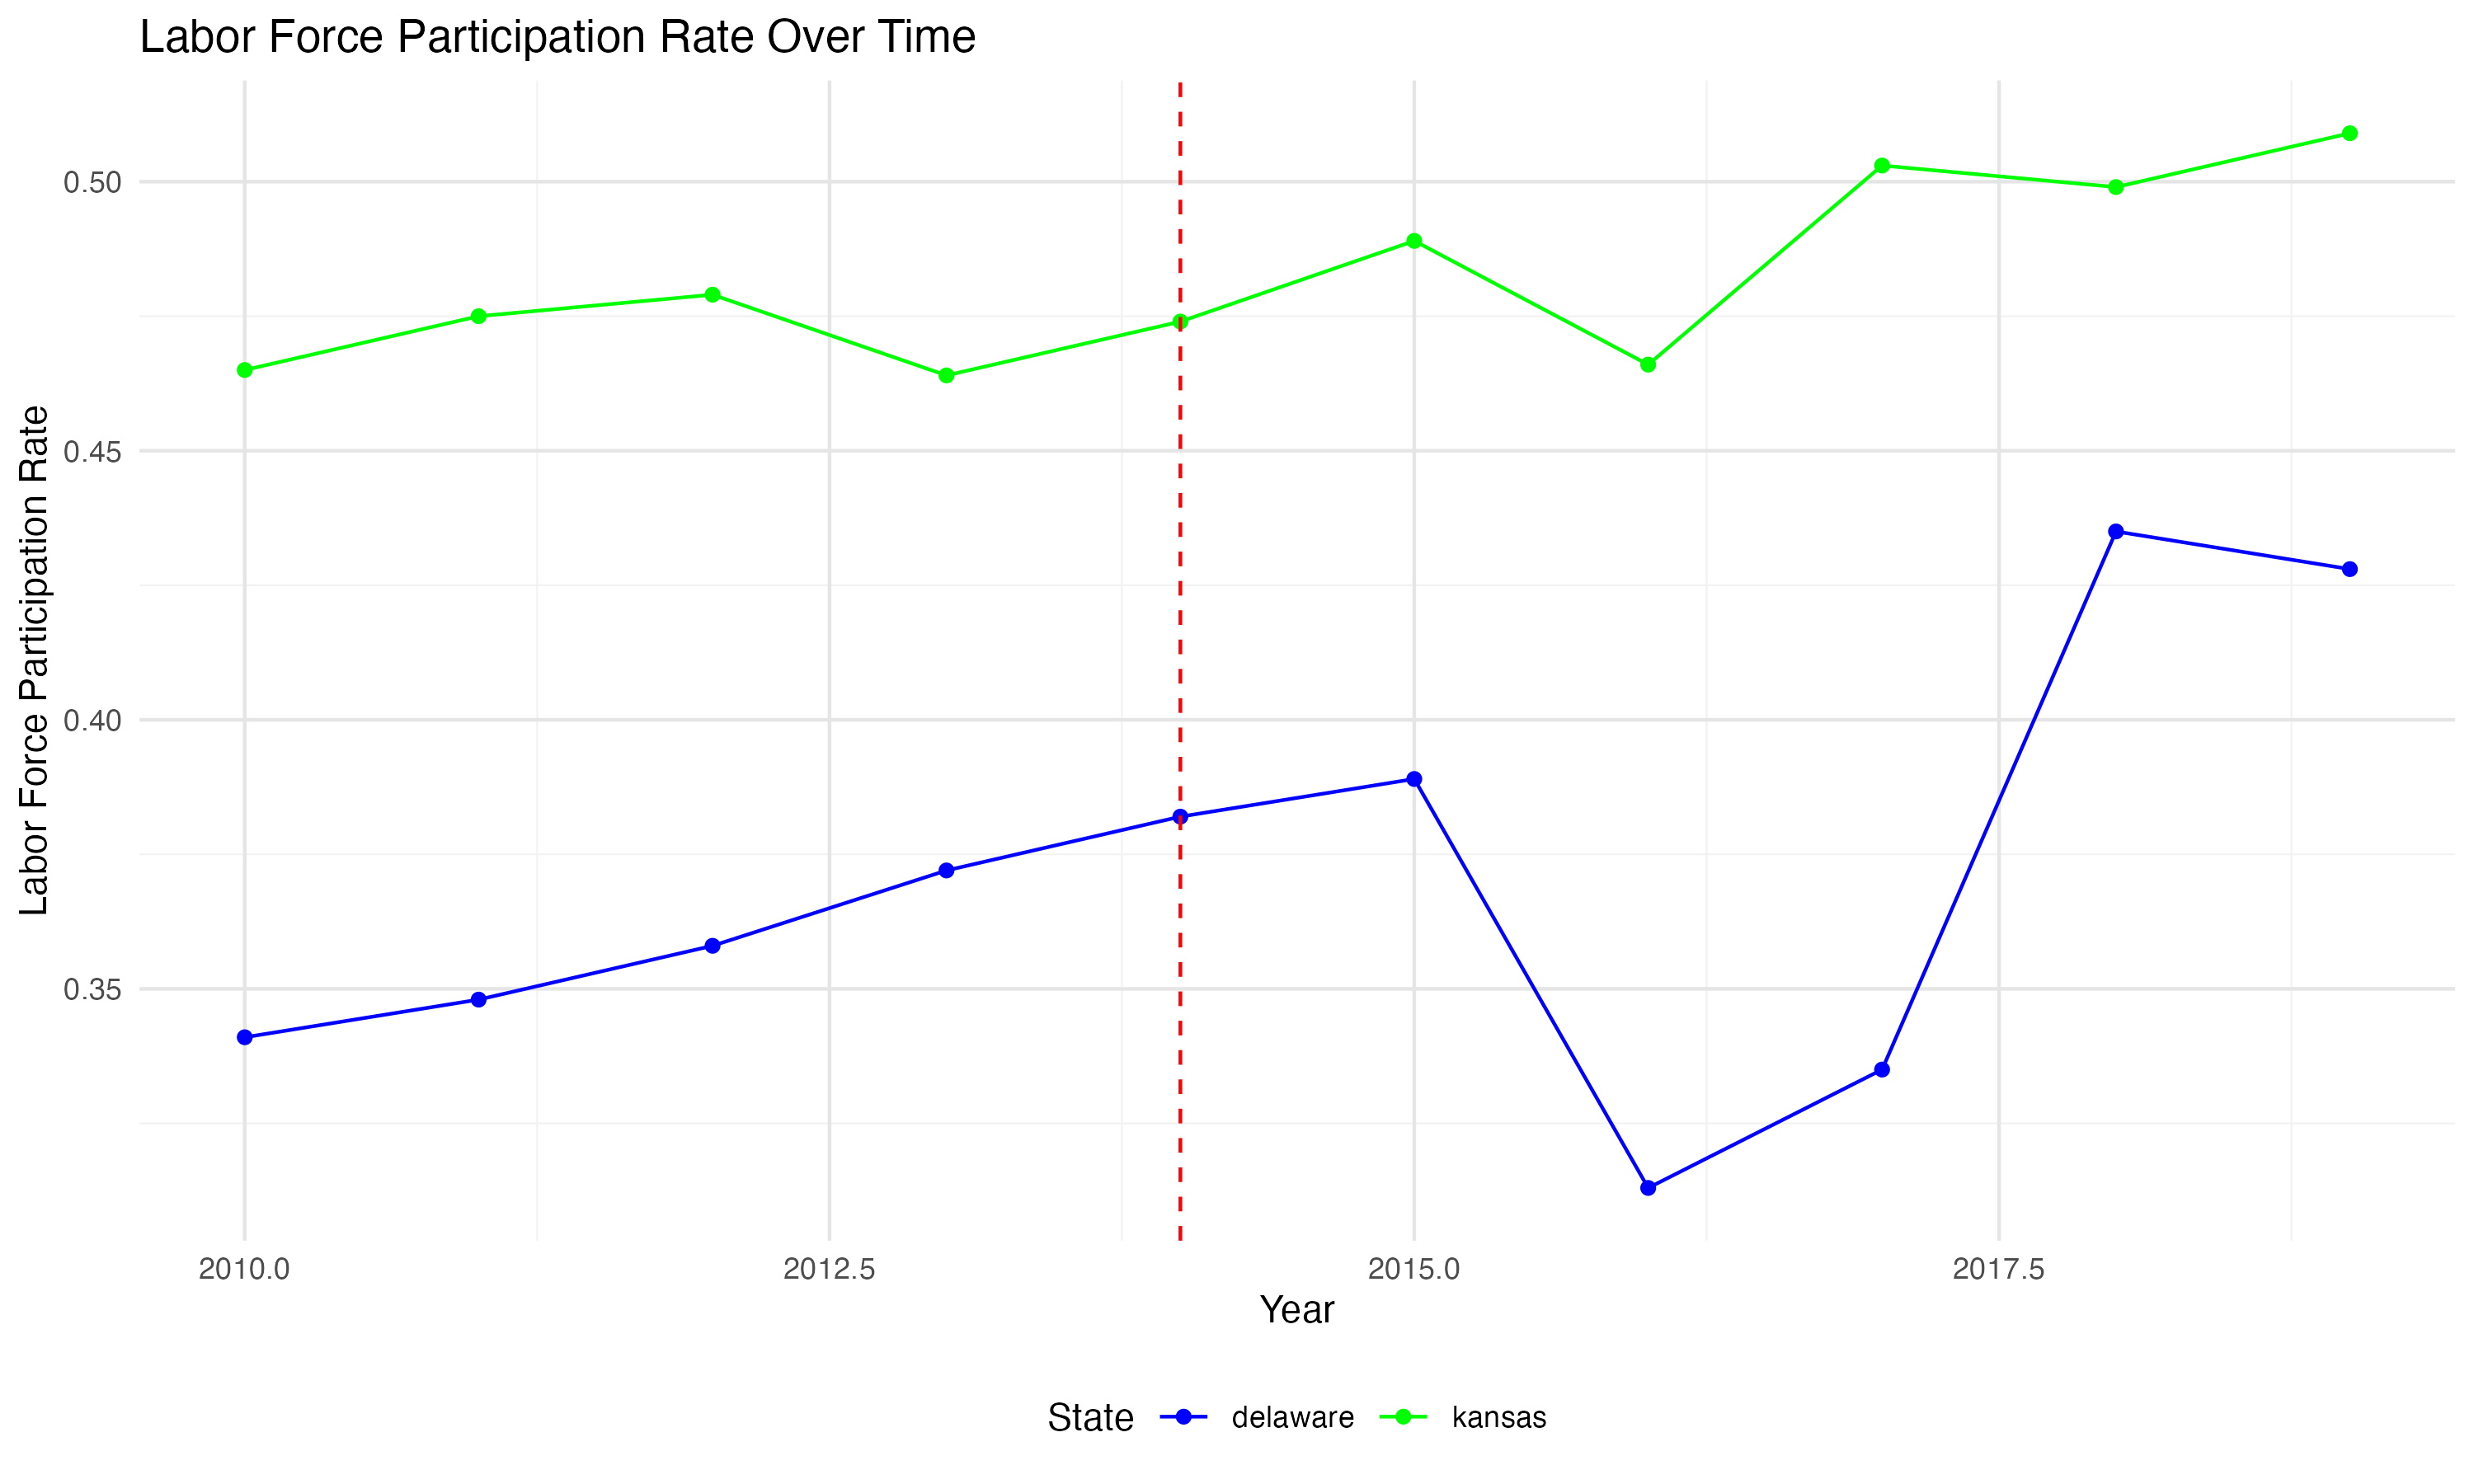 Labor Force Participation Rate Over Time
Labor Force Participation Rate
0.50
0.45
0.40
0.35
2010.0 2012.5 2015.0 2017.5
Year
State delaware kansas